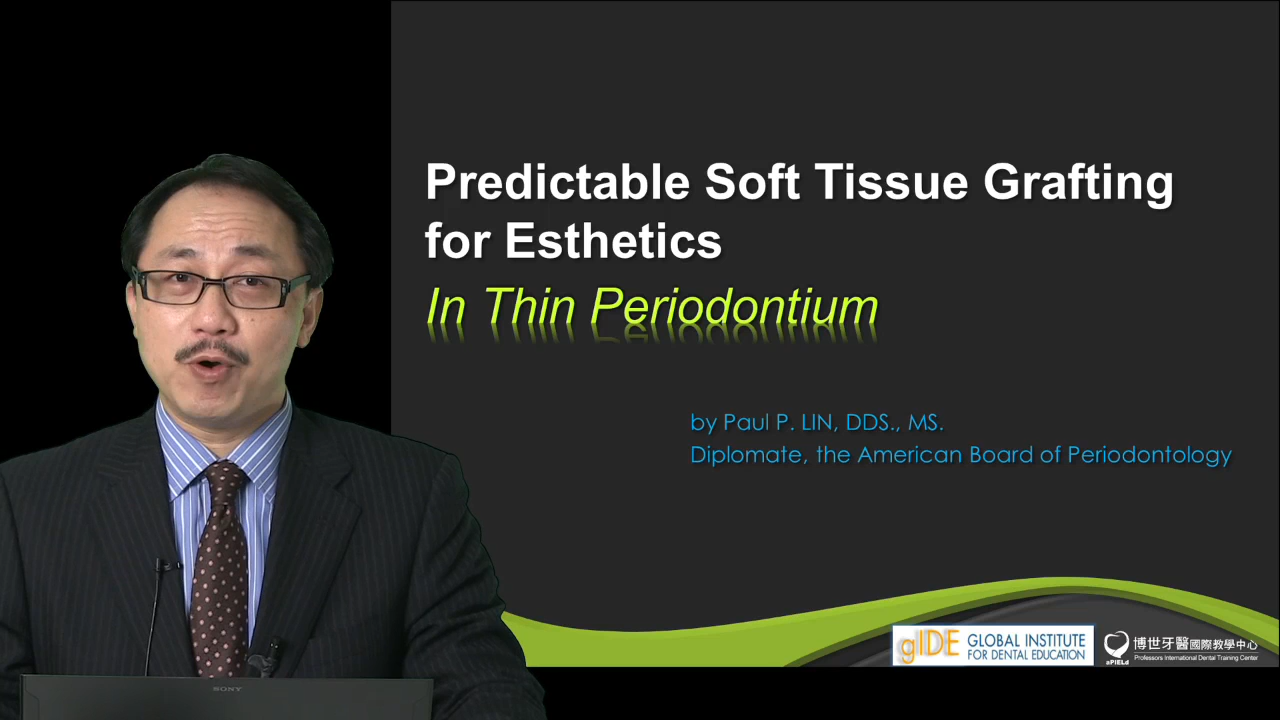 Predictable Soft Tissue Grafting
for Esthetics
In Thin Periodontium
by Paul P. LIN, DDS., MS.
Diplomate, the American Board of Periodontology
gIDE GLOBAL INSTITUTE
FOR DENTAL EDUCATION
博世牙醫國際教學中心
aPIELd Professors International Dental Training Center
SONY